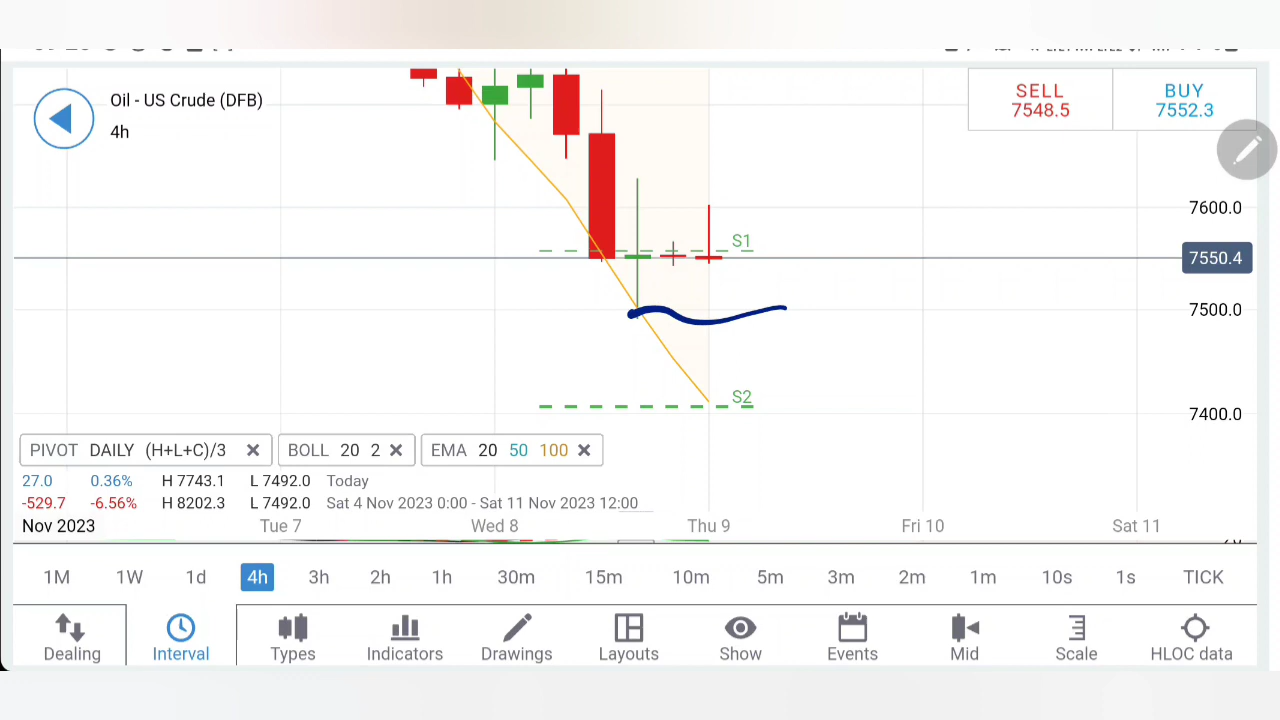 Oil - US Crude (DFB)
4h
SELL
7548.5
BUY
7552.3
7600.0
S1
7550.4
7500.0
S2
7400.0
PIVOT DAILY (H+L+C)/3
BOLL 20 2
EMA 20 50 100
27.0 0.36% H 7743.1 L 7492.0 Today
-529.7 -6.56% H 8202.3 L 7492.0 Sat 4 Nov 2023 0:00 - Sat 11 Nov 2023 12:00
Nov 2023 Tue 7 Wed 8 Thu 9 Fri 10 Sat 11
1M 1W 1d 4h 3h 2h 1h 30m 15m 10m 5m 3m 2m 1m 10s 1s TICK
Dealing Interval Types Indicators Drawings Layouts Show Events Mid Scale HLOC data